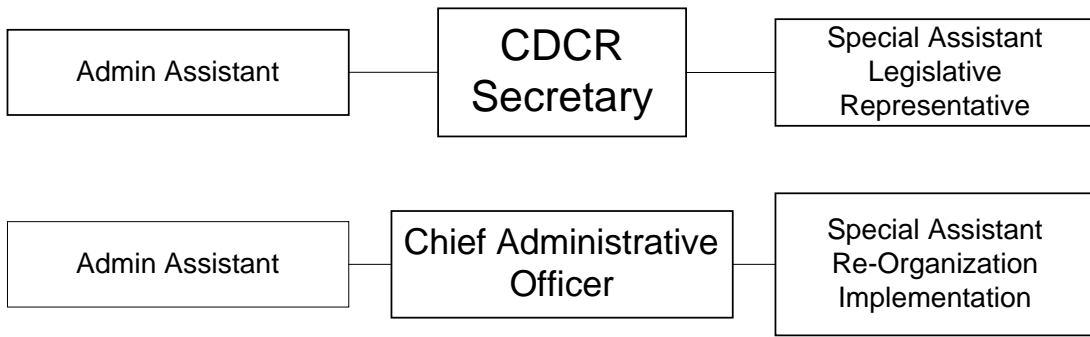 Admin Assistant
CDCR
Secretary
Special Assistant
Legislative
Representative
Admin Assistant
Chief Administrative
Officer
Special Assistant
Re-Organization
Implementation